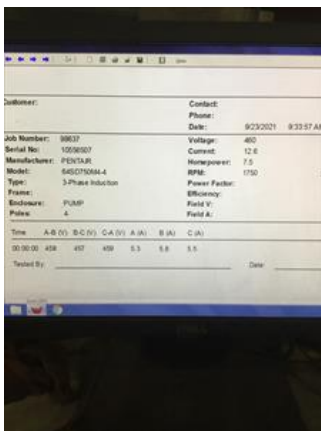 Customer: Contact:
Phone:
Date: 9/23/2021 9:33:57 AM
Job Number: 98637 Voltage: 460
Serial No: 10556507 Current: 12.6
Manufacturer: PENTAIR Horsepower: 7.5
Model: RPM: 1750
Type: 3-Phase Induction Power Factor:
Frame: Efficiency:
Enclosure: PUMP Field V:
Poles: 4 Field A:
Time A-B (V) B-C (V) C-A (V) A (A) B (A) C (A)
00:00:00 458 457 459 5.3 5.6 5.5
Tested By: Date:
DELL